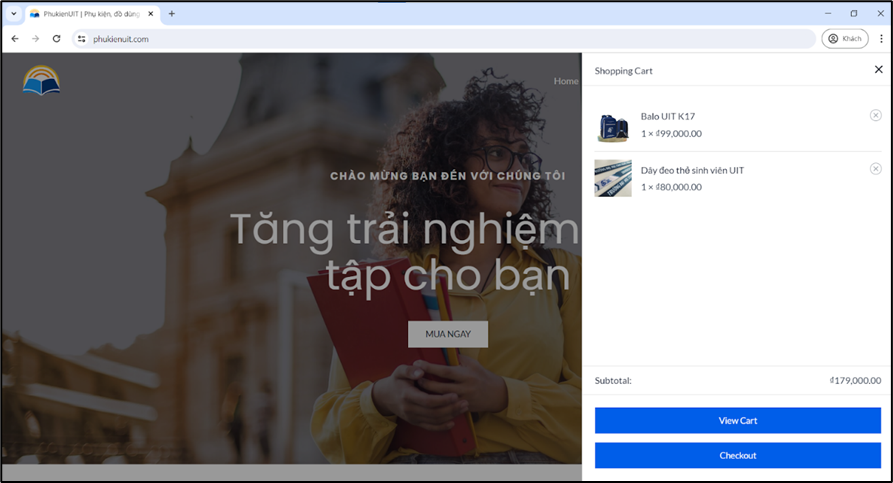 PhukienUIT | Phụ kiện, đồ dùng
phukienuit.com
Khách
Home
CHÀO MỪNG BẠN ĐẾN VỚI CHÚNG TÔI
Tăng trải nghiệm
tập cho bạn
MUA NGAY
Shopping Cart
Balo UIT K17
1 × ₫99,000.00
Dây đeo thẻ sinh viên UIT
1 × ₫80,000.00
Subtotal:
₫179,000.00
View Cart
Checkout